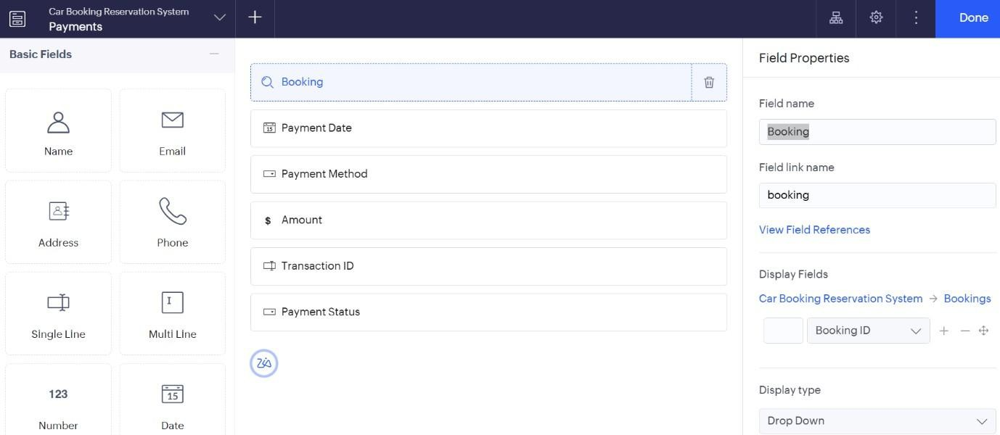 Car Booking Reservation System
Payments
Done
Basic Fields
Name
Email
Address
Phone
Single Line
Multi Line
123
Number
15
Date
Booking
15 Payment Date
Payment Method
$ Amount
Transaction ID
Payment Status
Zia
Field Properties
Field name
Booking
Field link name
booking
View Field References
Display Fields
Car Booking Reservation System → Bookings
Booking ID
Display type
Drop Down